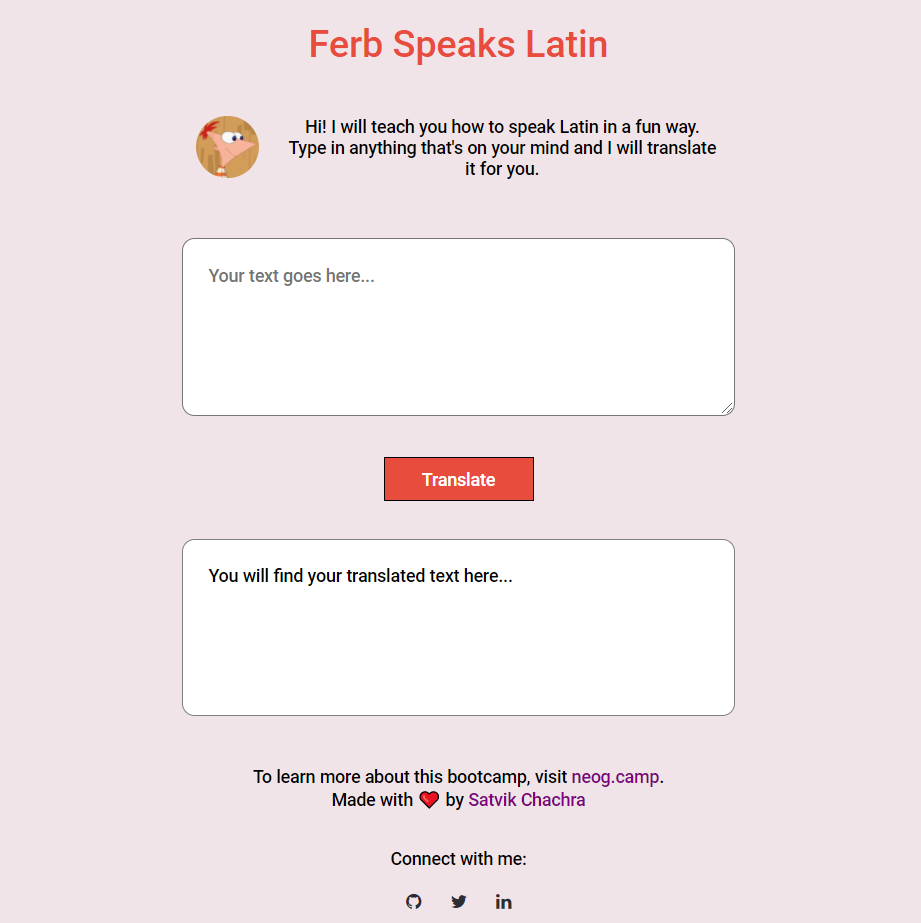 Ferb Speaks Latin
Hi! I will teach you how to speak Latin in a fun way.
Type in anything that's on your mind and I will translate
it for you.
Your text goes here...
Translate
You will find your translated text here...
To learn more about this bootcamp, visit neog.camp.
Made with ❤️ by Satvik Chachra
Connect with me:
in